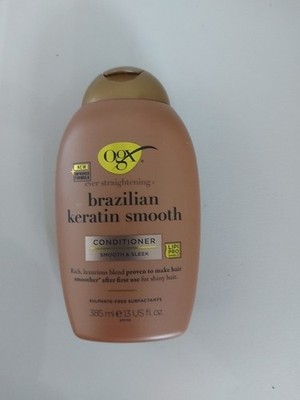 ogx
NEW
IMPROVED
FORMULA
ever straightening+
brazilian
keratin smooth
CONDITIONER
SMOOTH & SLEEK
Rich, luxurious blend proven to make hair
smoother* after first use for shiny hair.
SULFATE-FREE SURFACTANTS
385 ml e 13 US fl. oz.